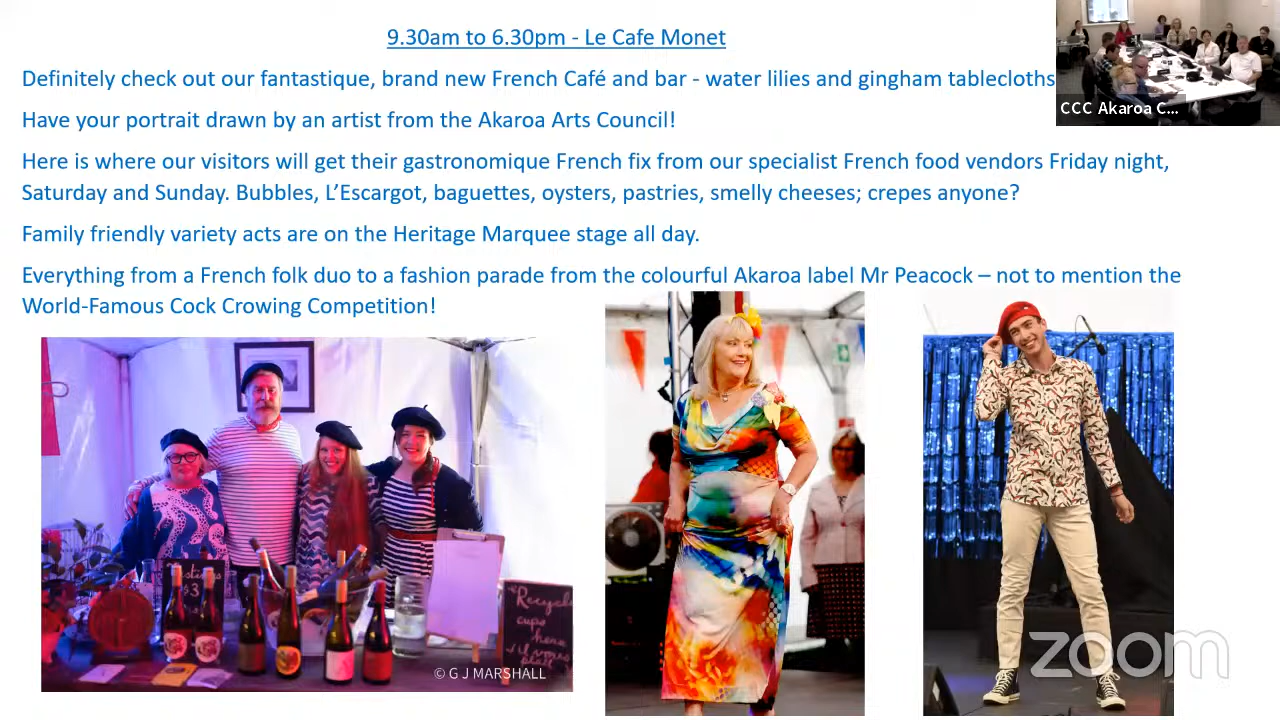 9.30am to 6.30pm - Le Cafe Monet
Definitely check out our fantastique, brand new French Café and bar - water lilies and gingham tablecloths
CCC Akaroa C...
Have your portrait drawn by an artist from the Akaroa Arts Council!
Here is where our visitors will get their gastronomique French fix from our specialist French food vendors Friday night,
Saturday and Sunday. Bubbles, L’Escargot, baguettes, oysters, pastries, smelly cheeses; crepes anyone?
Family friendly variety acts are on the Heritage Marquee stage all day.
Everything from a French folk duo to a fashion parade from the colourful Akaroa label Mr Peacock – not to mention the
World-Famous Cock Crowing Competition!
$3
Recycle
cups
here
© G J MARSHALL
zoom